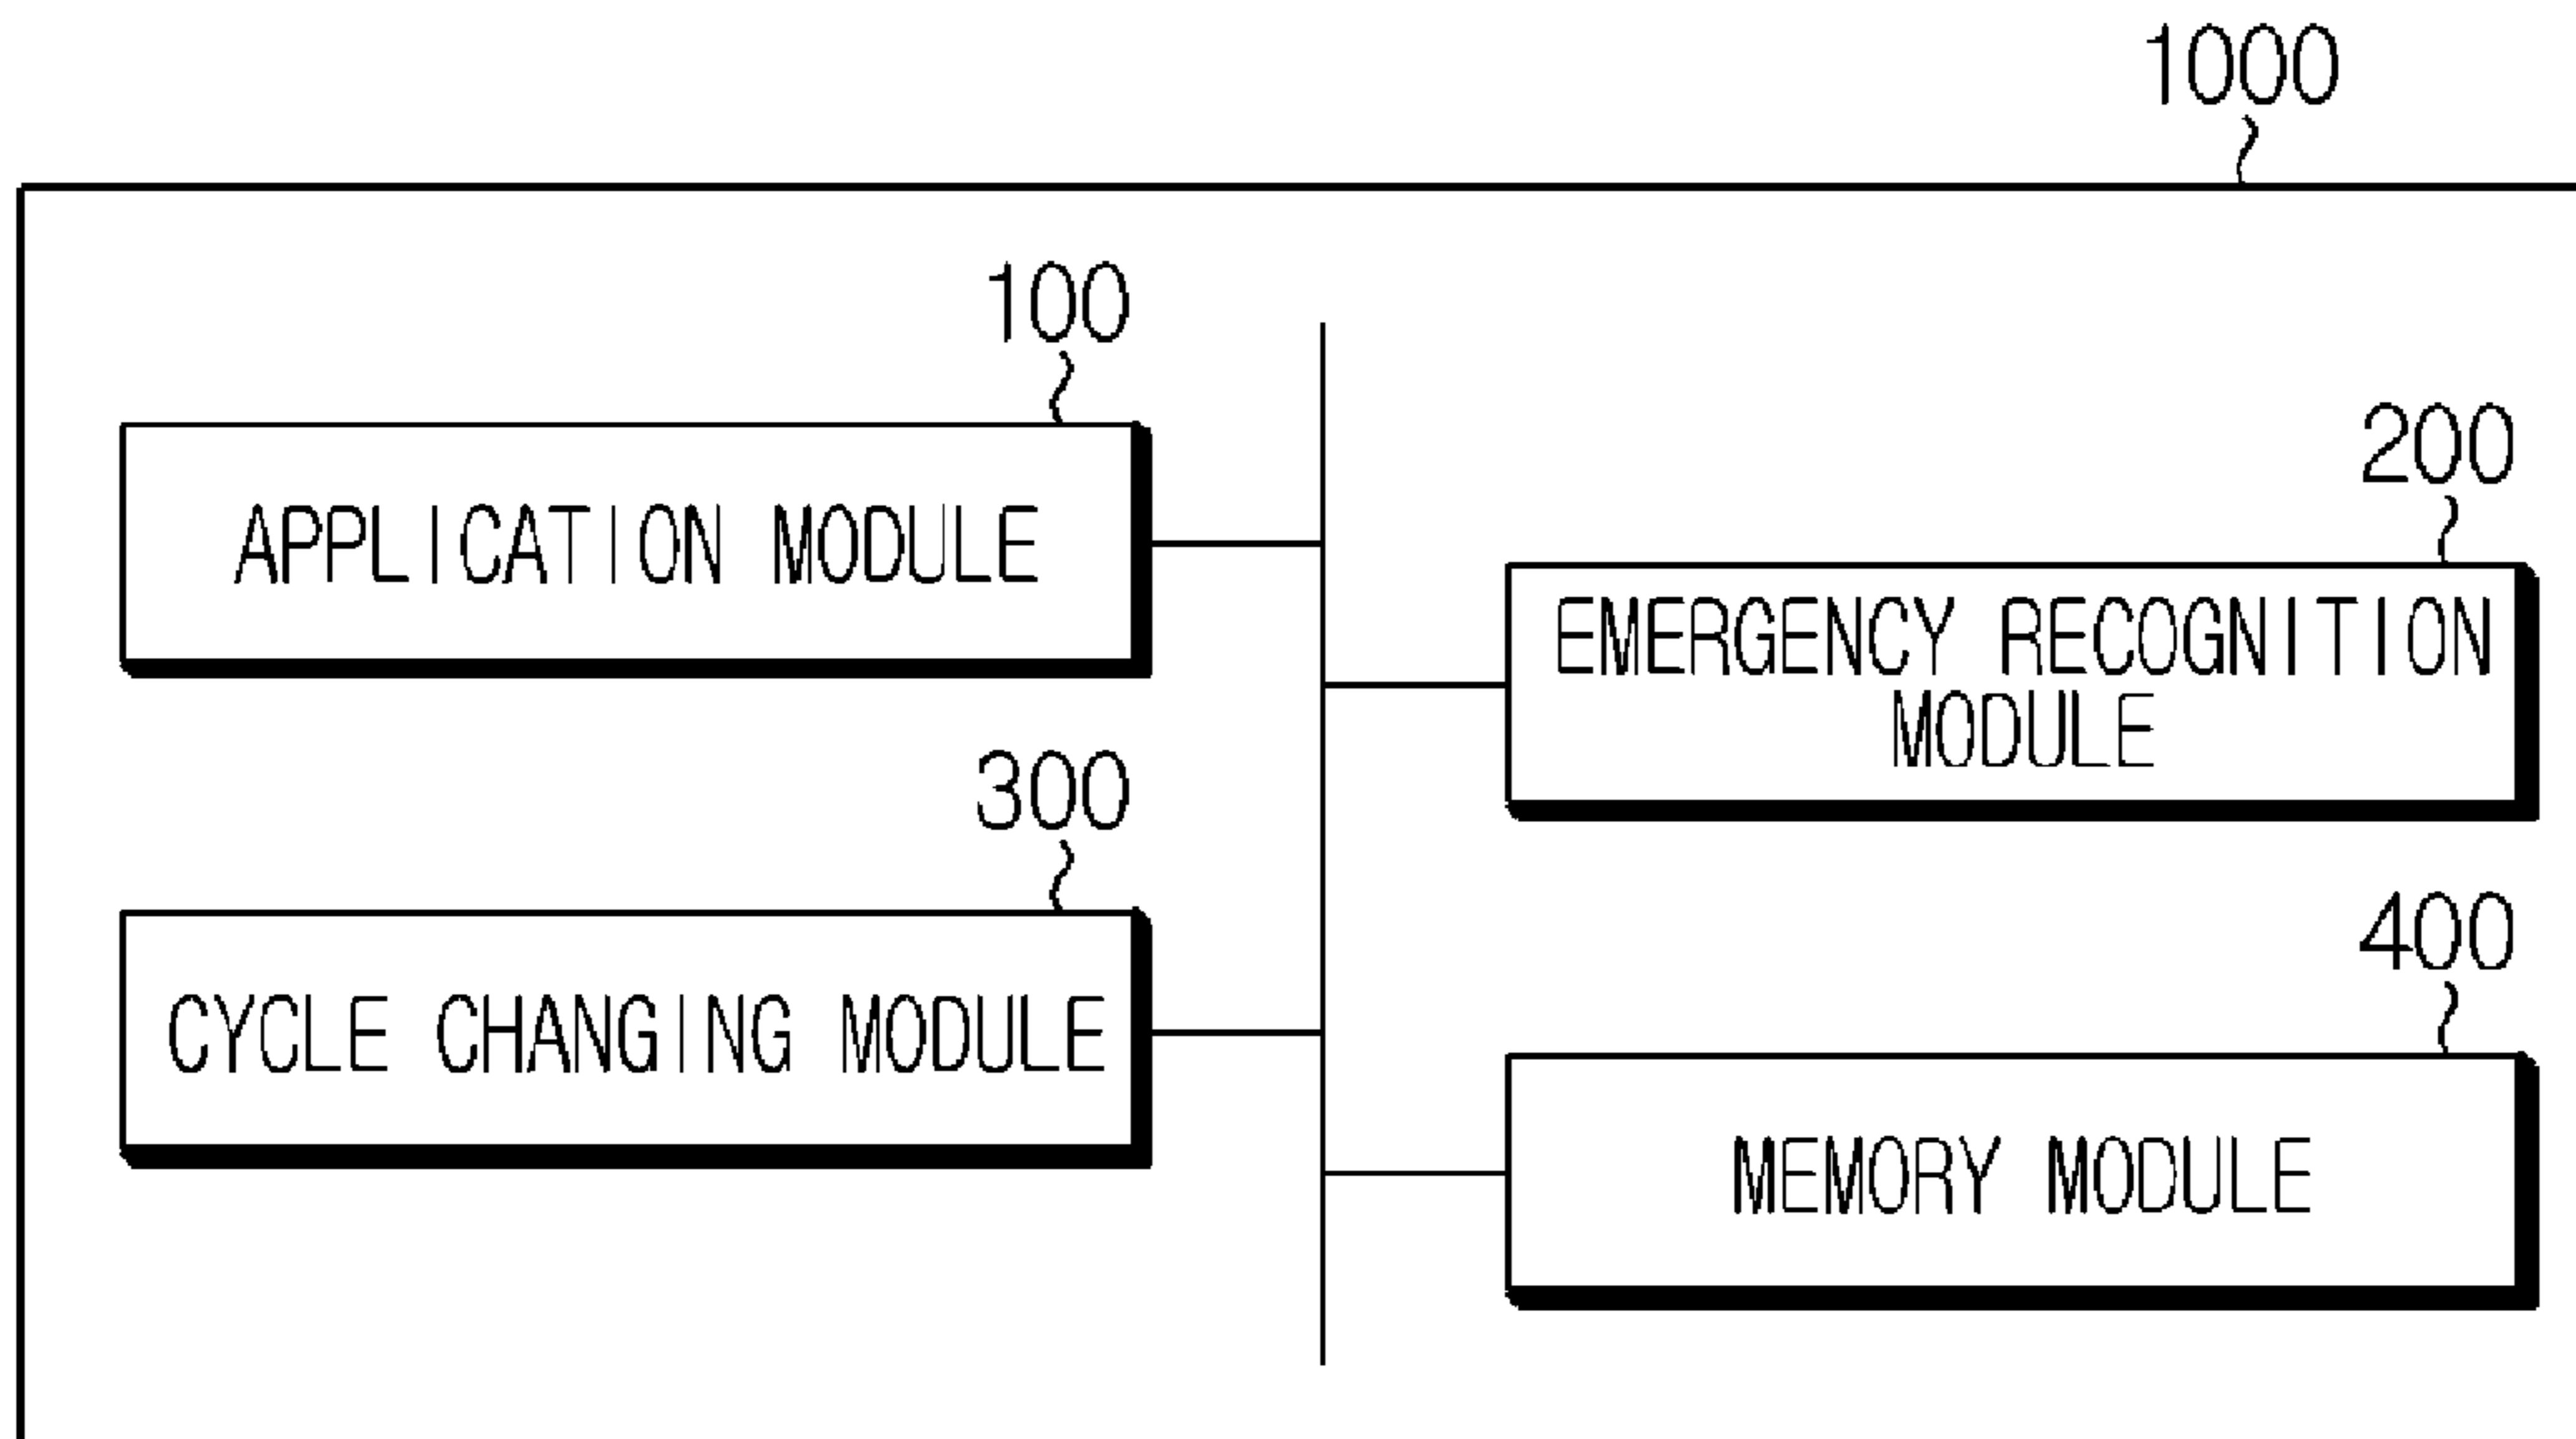 1000
100
APPLICATION MODULE
200
EMERGENCY RECOGNITION
MODULE
300
CYCLE CHANGING MODULE
400
MEMORY MODULE